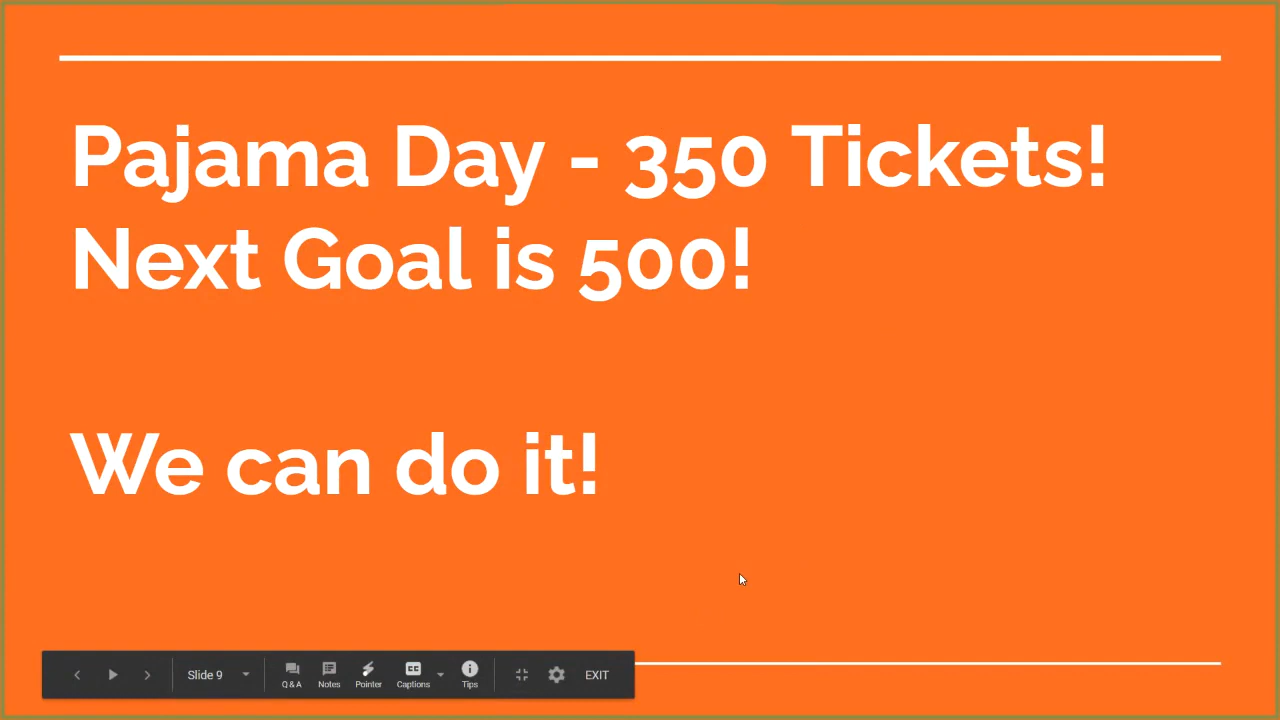 Pajama Day - 350 Tickets!
Next Goal is 500!
We can do it!
Slide 9
Q & A
Notes
Pointer
CC
Captions
Tips
EXIT